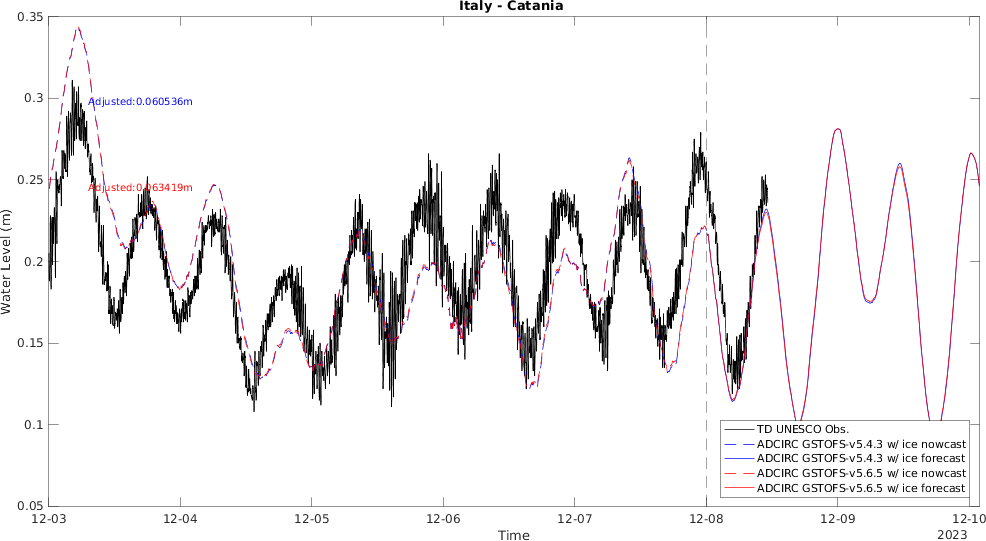 Italy - Catania
0.35
0.3
0.25
0.2
0.15
0.1
0.05
Water Level (m)
Adjusted:0.060536m
Adjusted:0.063419m
TD UNESCO Obs.
ADCIRC GSTOFS-v5.4.3 w/ ice nowcast
ADCIRC GSTOFS-v5.4.3 w/ ice forecast
ADCIRC GSTOFS-v5.6.5 w/ ice nowcast
ADCIRC GSTOFS-v5.6.5 w/ ice forecast
12-03 12-04 12-05 12-06 12-07 12-08 12-09 12-10
Time
2023